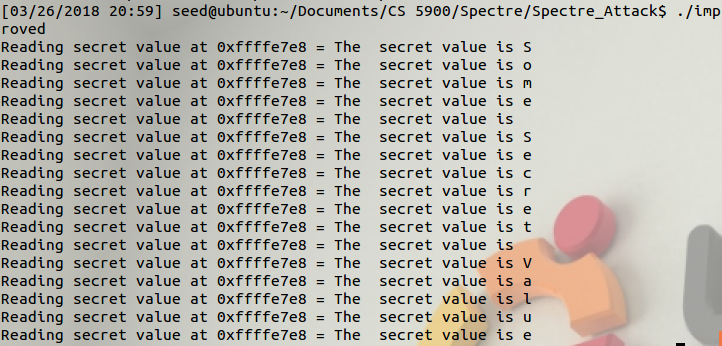 [03/26/2018 20:59] seed@ubuntu:~/Documents/CS 5900/Spectre/Spectre_Attack$ ./imp
roved
Reading secret value at 0xffffe7e8 = The  secret value is S
Reading secret value at 0xffffe7e8 = The  secret value is o
Reading secret value at 0xffffe7e8 = The  secret value is m
Reading secret value at 0xffffe7e8 = The  secret value is e
Reading secret value at 0xffffe7e8 = The  secret value is
Reading secret value at 0xffffe7e8 = The  secret value is S
Reading secret value at 0xffffe7e8 = The  secret value is e
Reading secret value at 0xffffe7e8 = The  secret value is c
Reading secret value at 0xffffe7e8 = The  secret value is r
Reading secret value at 0xffffe7e8 = The  secret value is e
Reading secret value at 0xffffe7e8 = The  secret value is t
Reading secret value at 0xffffe7e8 = The  secret value is
Reading secret value at 0xffffe7e8 = The  secret value is V
Reading secret value at 0xffffe7e8 = The  secret value is a
Reading secret value at 0xffffe7e8 = The  secret value is l
Reading secret value at 0xffffe7e8 = The  secret value is u
Reading secret value at 0xffffe7e8 = The  secret value is e